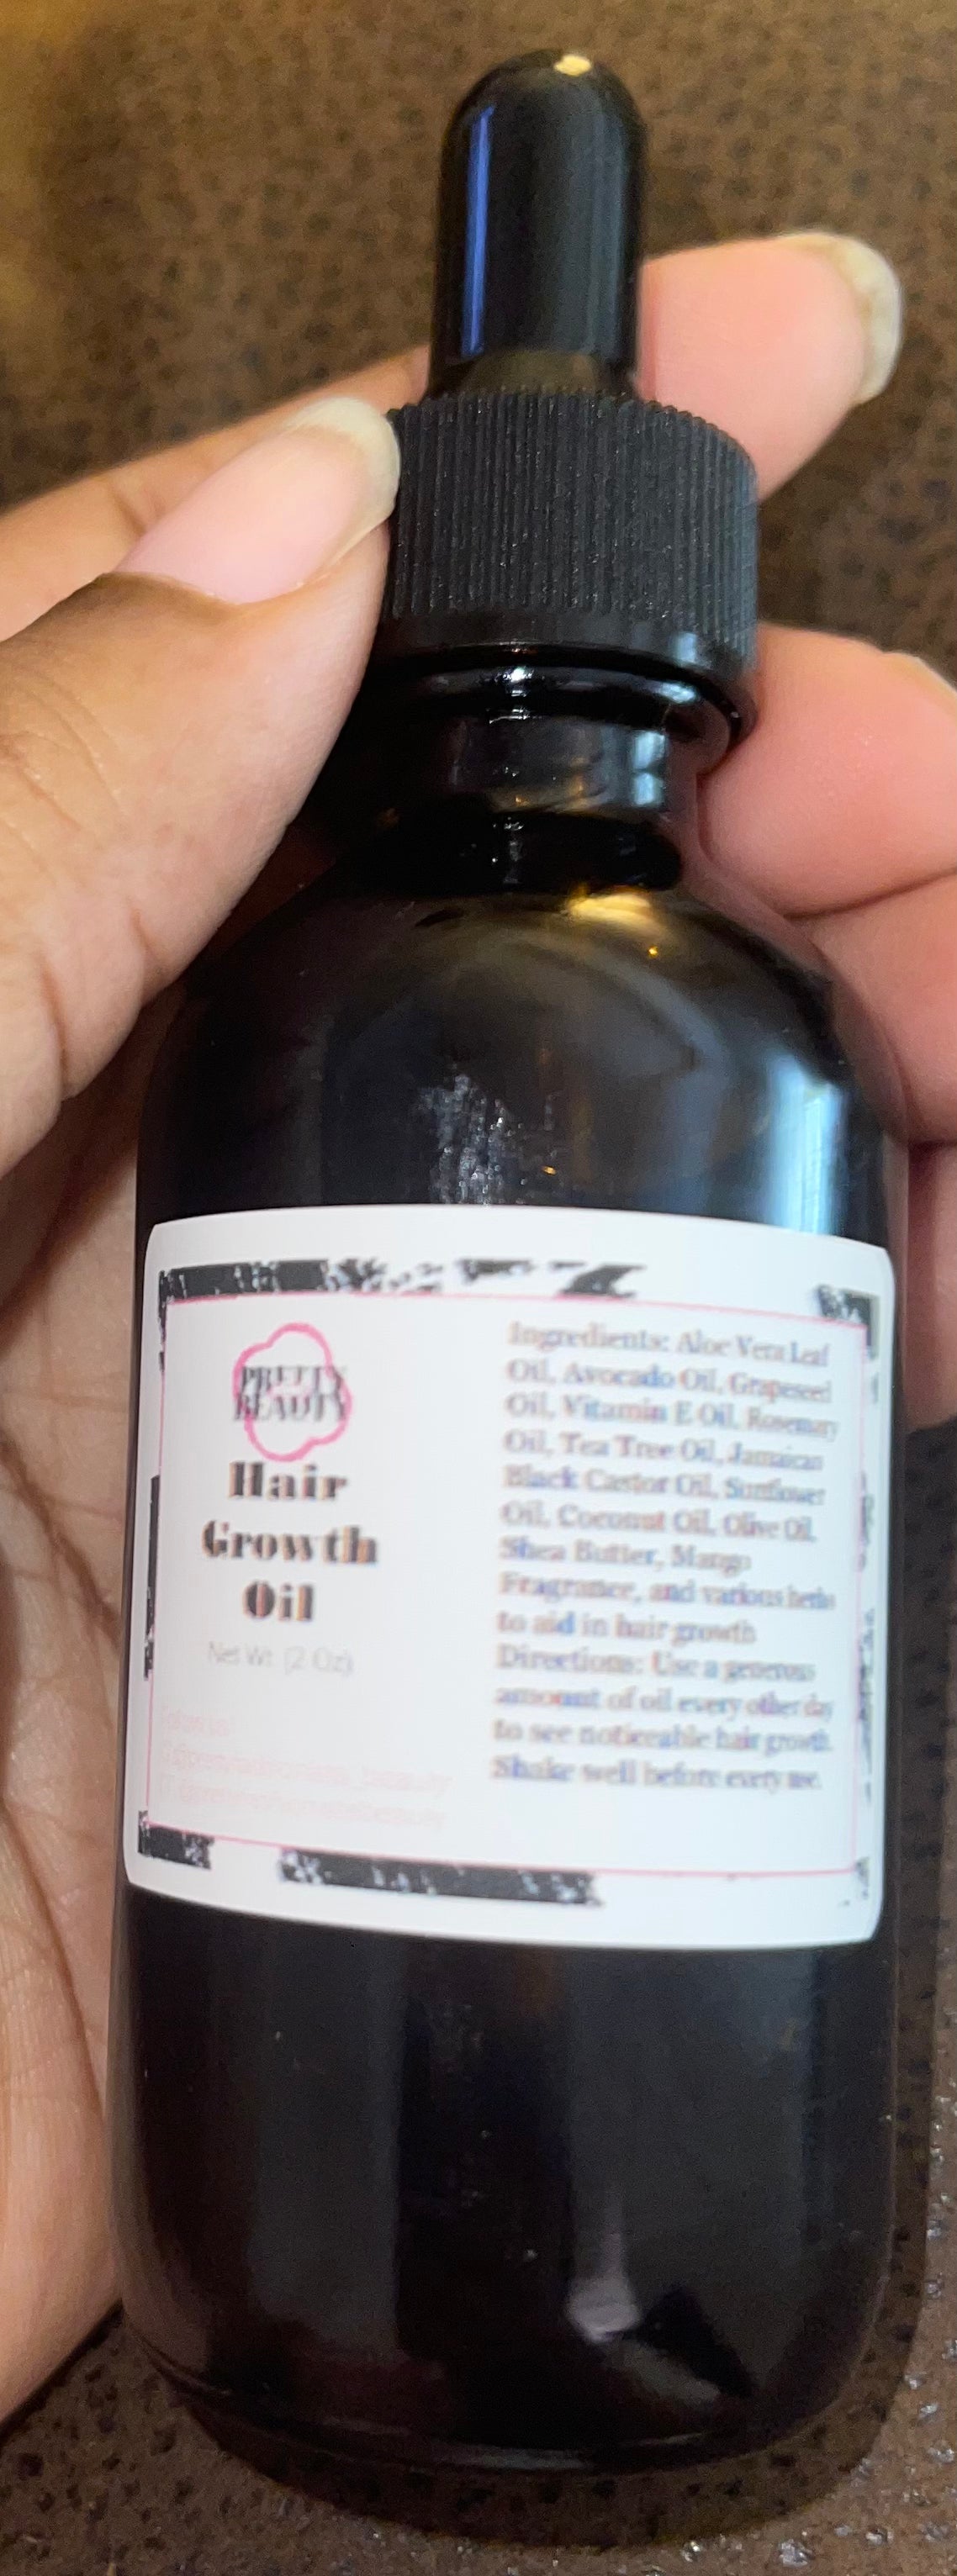 PRETTY
BEAUTY
Hair
Growth
Oil
Net Wt. (2 Oz)
Ingredients: Aloe Vera Leaf
Oil, Avocado Oil, Grapeseed
Oil, Vitamin E Oil, Rosemary
Oil, Tea Tree Oil, Jamaican
Black Castor Oil, Sunflower
Oil, Coconut Oil, Olive Oil,
Shea Butter, Mango
Fragrance, and various herbs
to aid in hair growth
Directions: Use a generous
amount of oil every other day
to see noticeable hair growth.
Shake well before every use.